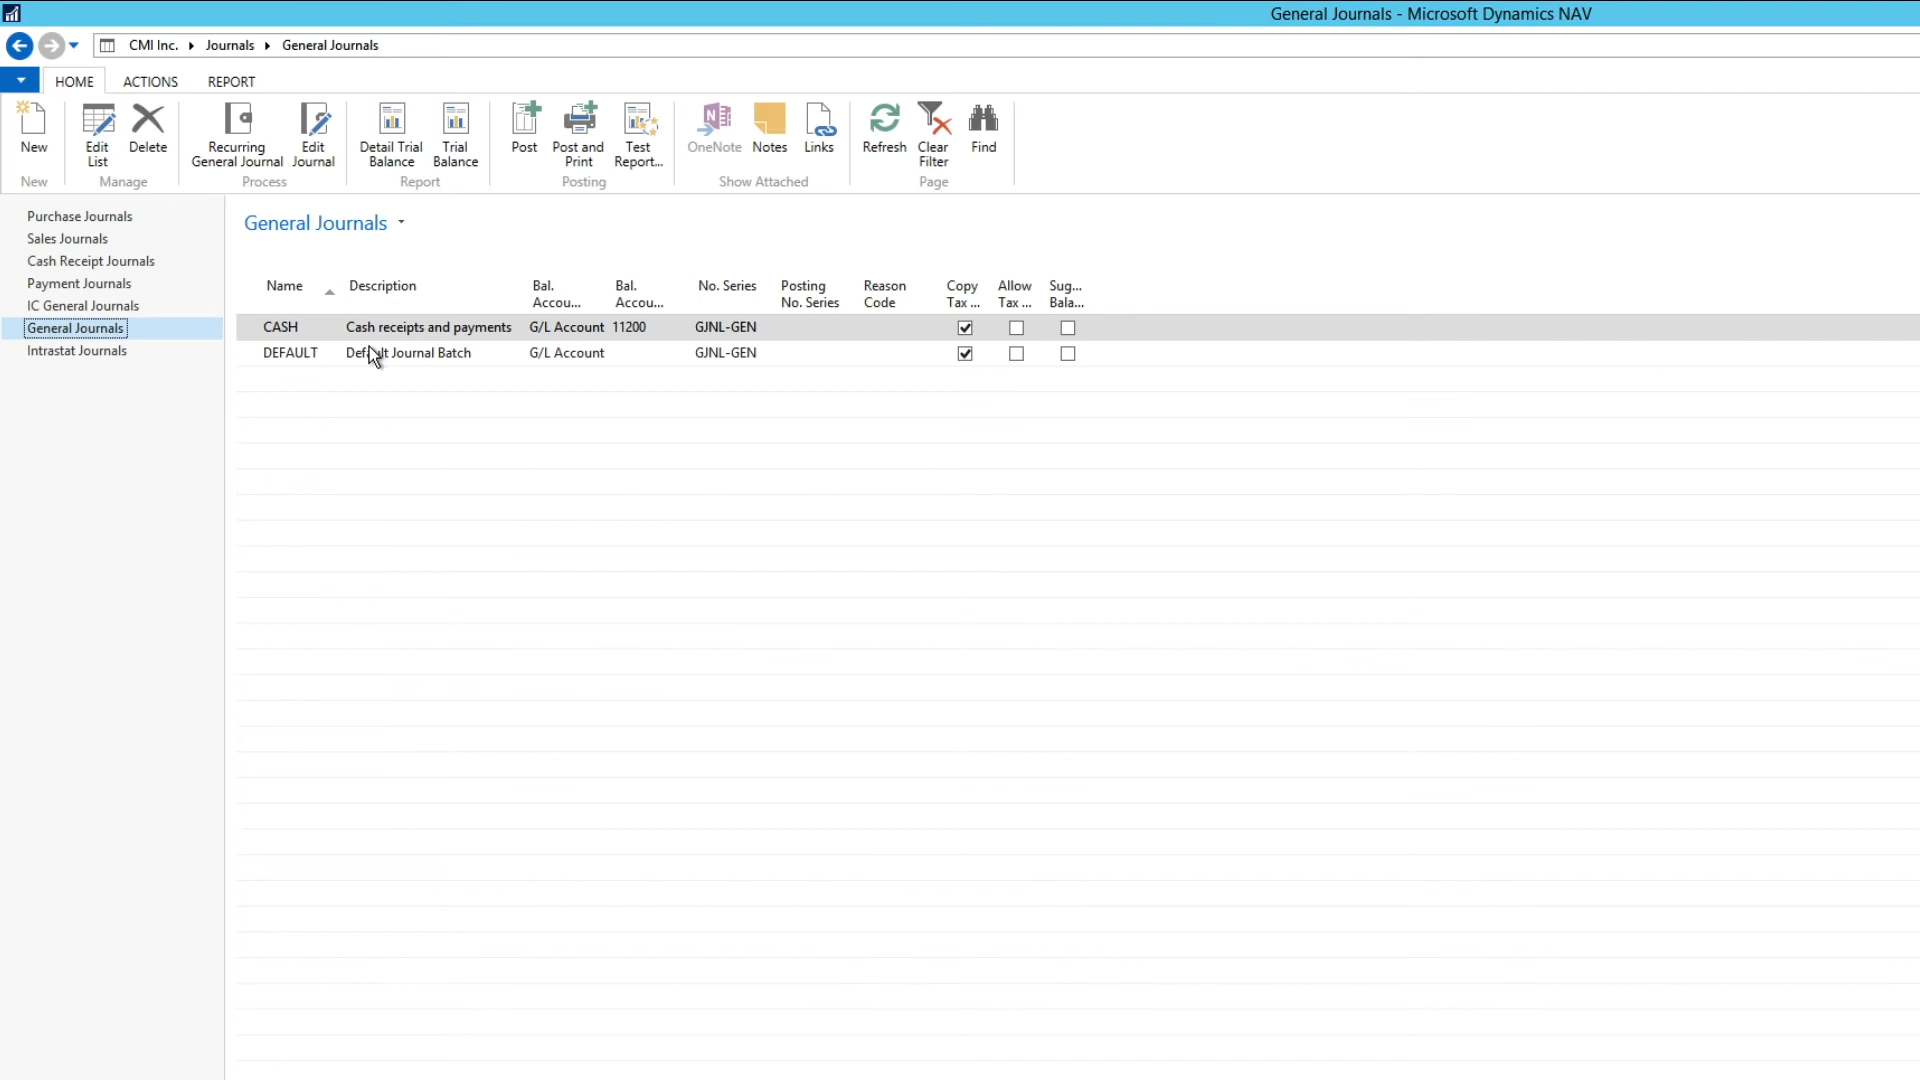 General Journals - Microsoft Dynamics NAV
CMI Inc. ▸ Journals ▸ General Journals
HOME ACTIONS REPORT
New
Edit List
Delete
Recurring General Journal
Edit Journal
Detail Trial Balance
Trial Balance
Post
Post and Print
Test Report...
OneNote
Notes
Links
Refresh
Clear Filter
Find
New Manage Process Report Posting Show Attached Page
Purchase Journals
Sales Journals
Cash Receipt Journals
Payment Journals
IC General Journals
General Journals
Intrastat Journals
General Journals
Name Description Bal. Accou... Bal. Accou... No. Series Posting No. Series Reason Code Copy Tax ... Allow Tax ... Sug... Bala...
CASH Cash receipts and payments G/L Account 11200 GJNL-GEN
DEFAULT Default Journal Batch G/L Account GJNL-GEN